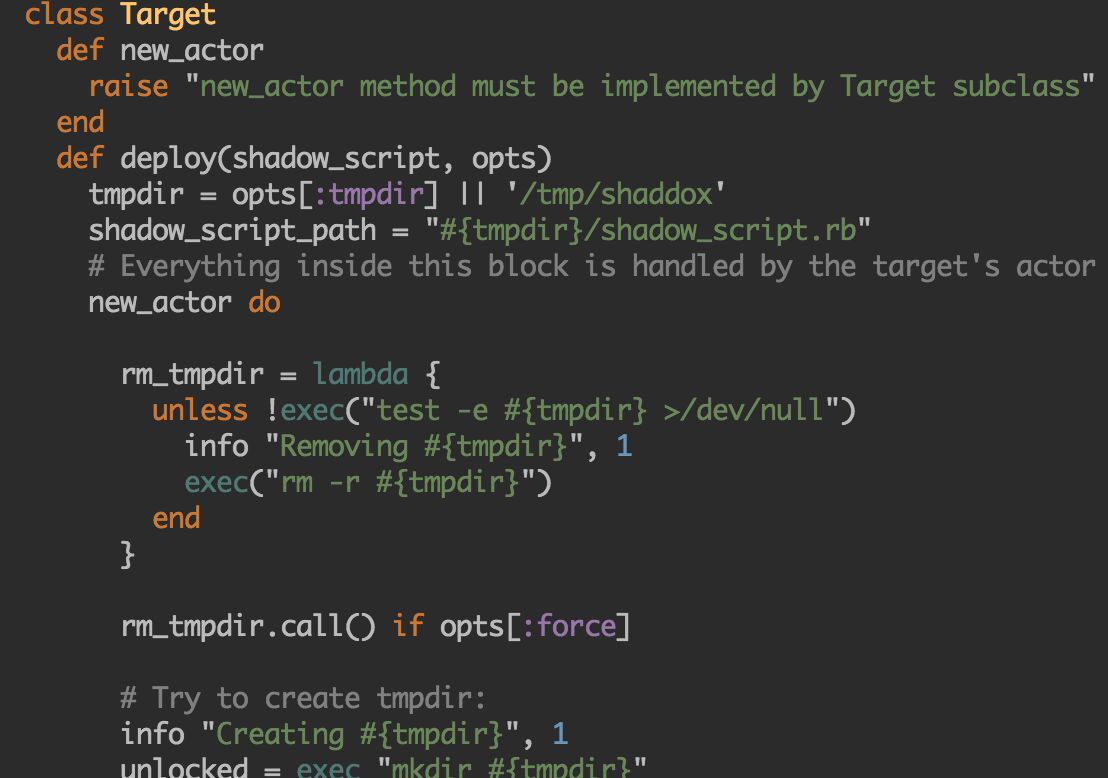 class Target
  def new_actor
    raise "new_actor method must be implemented by Target subclass"
  end
  def deploy(shadow_script, opts)
    tmpdir = opts[:tmpdir] || '/tmp/shaddox'
    shadow_script_path = "#{tmpdir}/shadow_script.rb"
    # Everything inside this block is handled by the target's actor
    new_actor do
      rm_tmpdir = lambda {
        unless !exec("test -e #{tmpdir} >/dev/null")
          info "Removing #{tmpdir}", 1
          exec("rm -r #{tmpdir}")
        end
      }
      rm_tmpdir.call() if opts[:force]
      # Try to create tmpdir:
      info "Creating #{tmpdir}", 1
      unlocked = exec "mkdir #{tmpdir}"